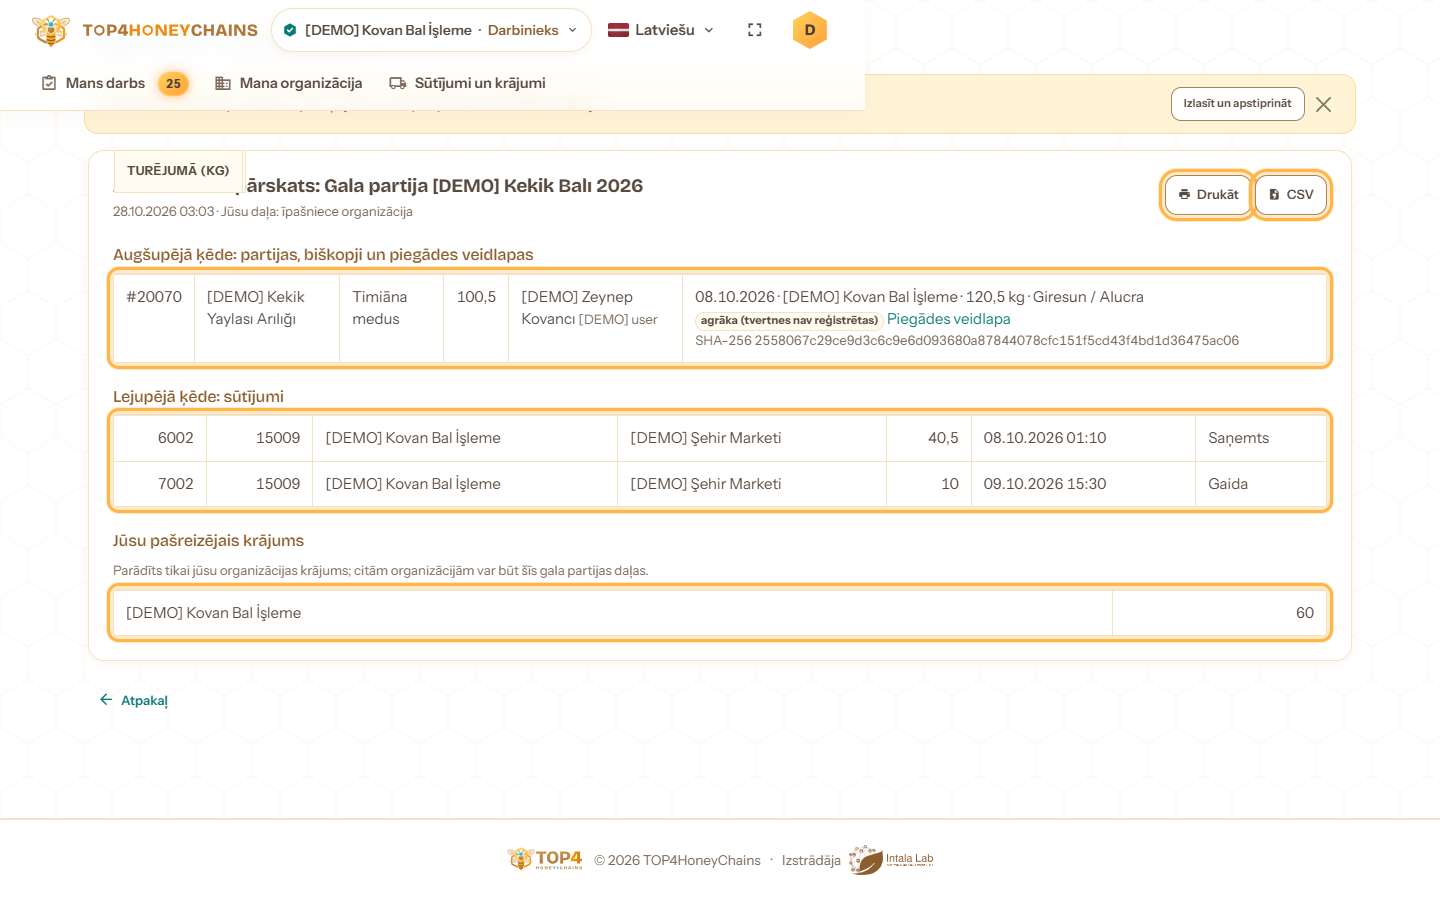 TOP4HONEYCHAINS
[DEMO] Kovan Bal İşleme · Darbinieks
Latviešu
D
Mans darbs 25
Mana organizācija
Sūtījumi un krājumi
Izlasīt un apstiprināt
TURĒJUMĀ (KG)
pārskats: Gala partija [DEMO] Kekik Balı 2026
28.10.2026 03:03 · Jūsu daļa: īpašniece organizācija
Drukāt
CSV
Augšupējā ķēde: partijas, biškopji un piegādes veidlapas
#20070
[DEMO] Kekik Yaylası Arılığı
Timiāna medus
100,5
[DEMO] Zeynep Kovancı [DEMO] user
08.10.2026 · [DEMO] Kovan Bal İşleme · 120,5 kg · Giresun / Alucra
agrāka (tvertnes nav reģistrētas) Piegādes veidlapa
SHA-256 2558067c29ce9d3c6c9e6d093680a87844078cfc151f5cd43f4bd1d36475ac06
Lejupējā ķēde: sūtījumi
6002 15009 [DEMO] Kovan Bal İşleme [DEMO] Şehir Marketi 40,5 08.10.2026 01:10 Saņemts
7002 15009 [DEMO] Kovan Bal İşleme [DEMO] Şehir Marketi 10 09.10.2026 15:30 Gaida
Jūsu pašreizējais krājums
Parādīts tikai jūsu organizācijas krājums; citām organizācijām var būt šīs gala partijas daļas.
[DEMO] Kovan Bal İşleme 60
Atpakaļ
TOP4
HONEYCHAINS
© 2026 TOP4HoneyChains · Izstrādāja
Intala Lab